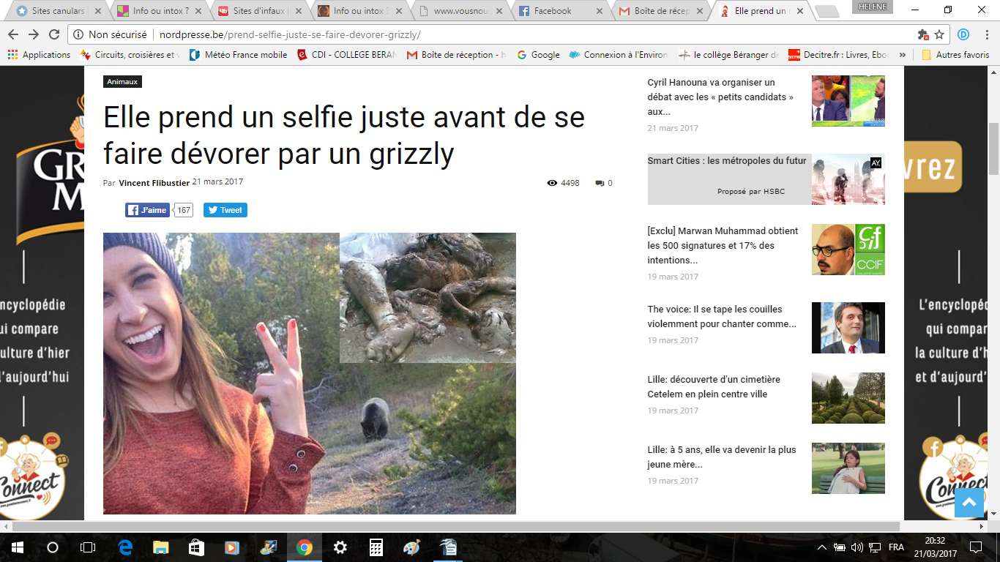 HELENE
Sites canulars
Info ou intox ?
Sites d'infaux
Info ou intox ?
www.vousnou
Facebook
Boîte de récep
Elle prend un s
Non sécurisé | nordpresse.be/prend-selfie-juste-se-faire-devorer-grizzly/
Applications
Circuits, croisières et v
Météo France mobile
CDI - COLLEGE BERAN
Boîte de réception - h
Google
Connexion à l'Environ
le collège Béranger de
Decitre.fr : Livres, Ebo
»
Autres favoris
Animaux
Elle prend un selfie juste avant de se
faire dévorer par un grizzly
Par Vincent Flibustier 21 mars 2017
4498
0
J'aime
167
Tweet
Cyril Hanouna va organiser un
débat avec les « petits candidats »
aux...
21 mars 2017
Smart Cities : les métropoles du futur
Proposé par HSBC
AY
[Exclu] Marwan Muhammad obtient
les 500 signatures et 17% des
intentions...
19 mars 2017
CCIF
The voice: Il se tape les couilles
violemment pour chanter comme...
19 mars 2017
Lille: découverte d'un cimetière
Cetelem en plein centre ville
19 mars 2017
Lille: à 5 ans, elle va devenir la plus
jeune mère...
19 mars 2017
GR
M
ncyclopédie
ui compare
ulture d'hier
d'aujourd'hui
Connect
vrez
L'encyclopéd
qui compar
la culture d'h
et d'aujourd'
Conne
FRA
20:32
21/03/2017